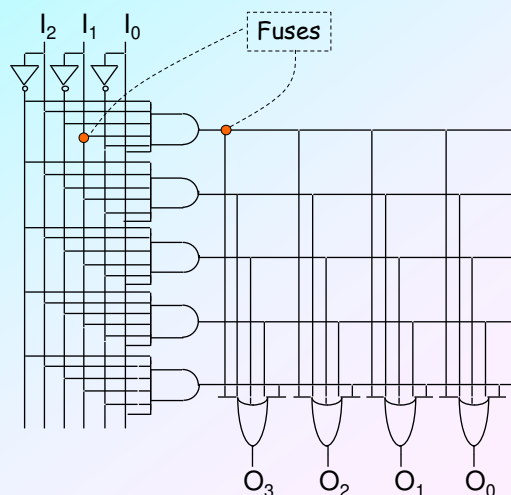 I₂ I₁ I₀
Fuses
O₃ O₂ O₁ O₀